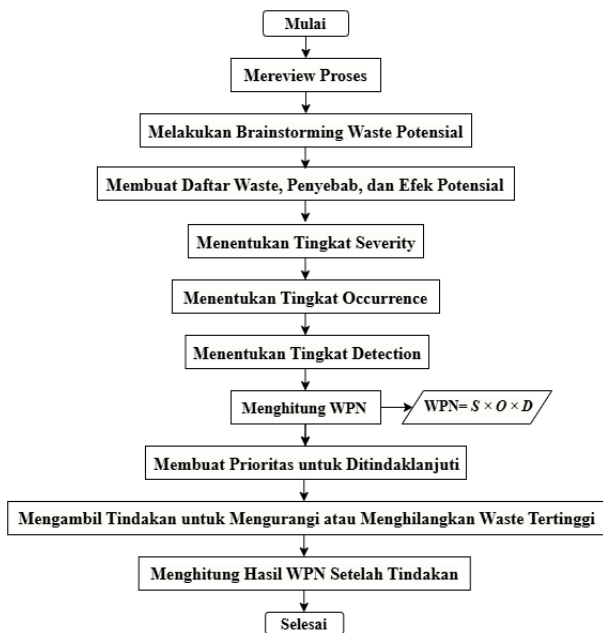 Mulai
Mereview Proses
Melakukan Brainstorming Waste Potensial
Membuat Daftar Waste, Penyebab, dan Efek Potensial
Menentukan Tingkat Severity
Menentukan Tingkat Occurrence
Menentukan Tingkat Detection
Menghitung WPN
WPN= S × O × D
Membuat Prioritas untuk Ditindaklanjuti
Mengambil Tindakan untuk Mengurangi atau Menghilangkan Waste Tertinggi
Menghitung Hasil WPN Setelah Tindakan
Selesai